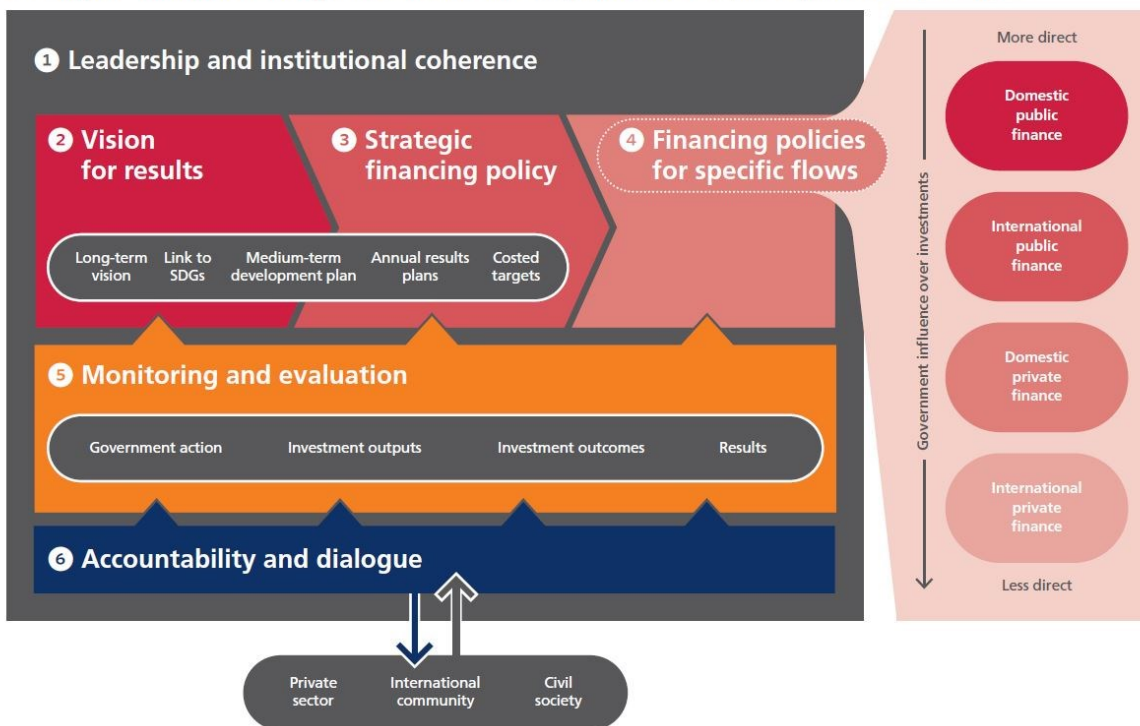 1 Leadership and institutional coherence
2 Vision
for results
3 Strategic
financing policy
4 Financing policies
for specific flows
Long-term
vision
Link to
SDGs
Medium-term
development plan
Annual results
plans
Costed
targets
5 Monitoring and evaluation
Government action
Investment outputs
Investment outcomes
Results
6 Accountability and dialogue
Private
sector
International
community
Civil
society
Government influence over investments
More direct
Domestic
public
finance
International
public
finance
Domestic
private
finance
International
private
finance
Less direct